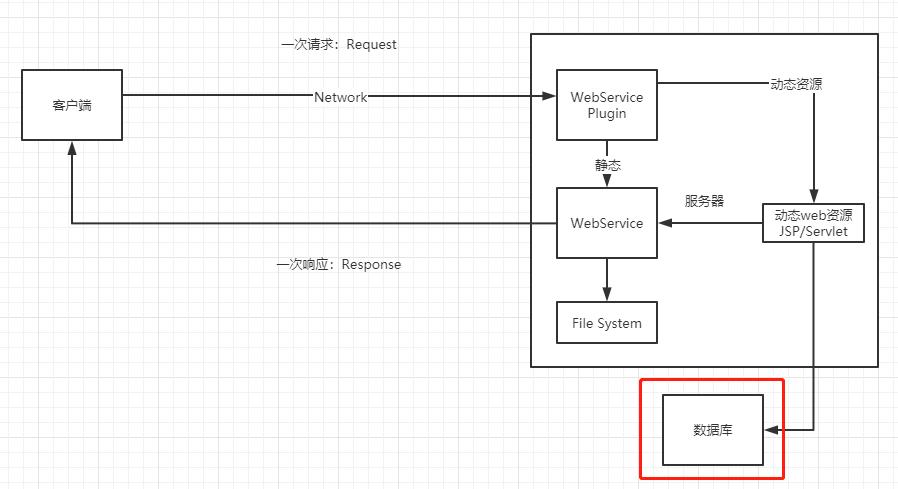 一次请求：Request
客户端
Network
WebService
Plugin
动态资源
静态
服务器
WebService
动态web资源
JSP/Servlet
一次响应：Response
File System
数据库